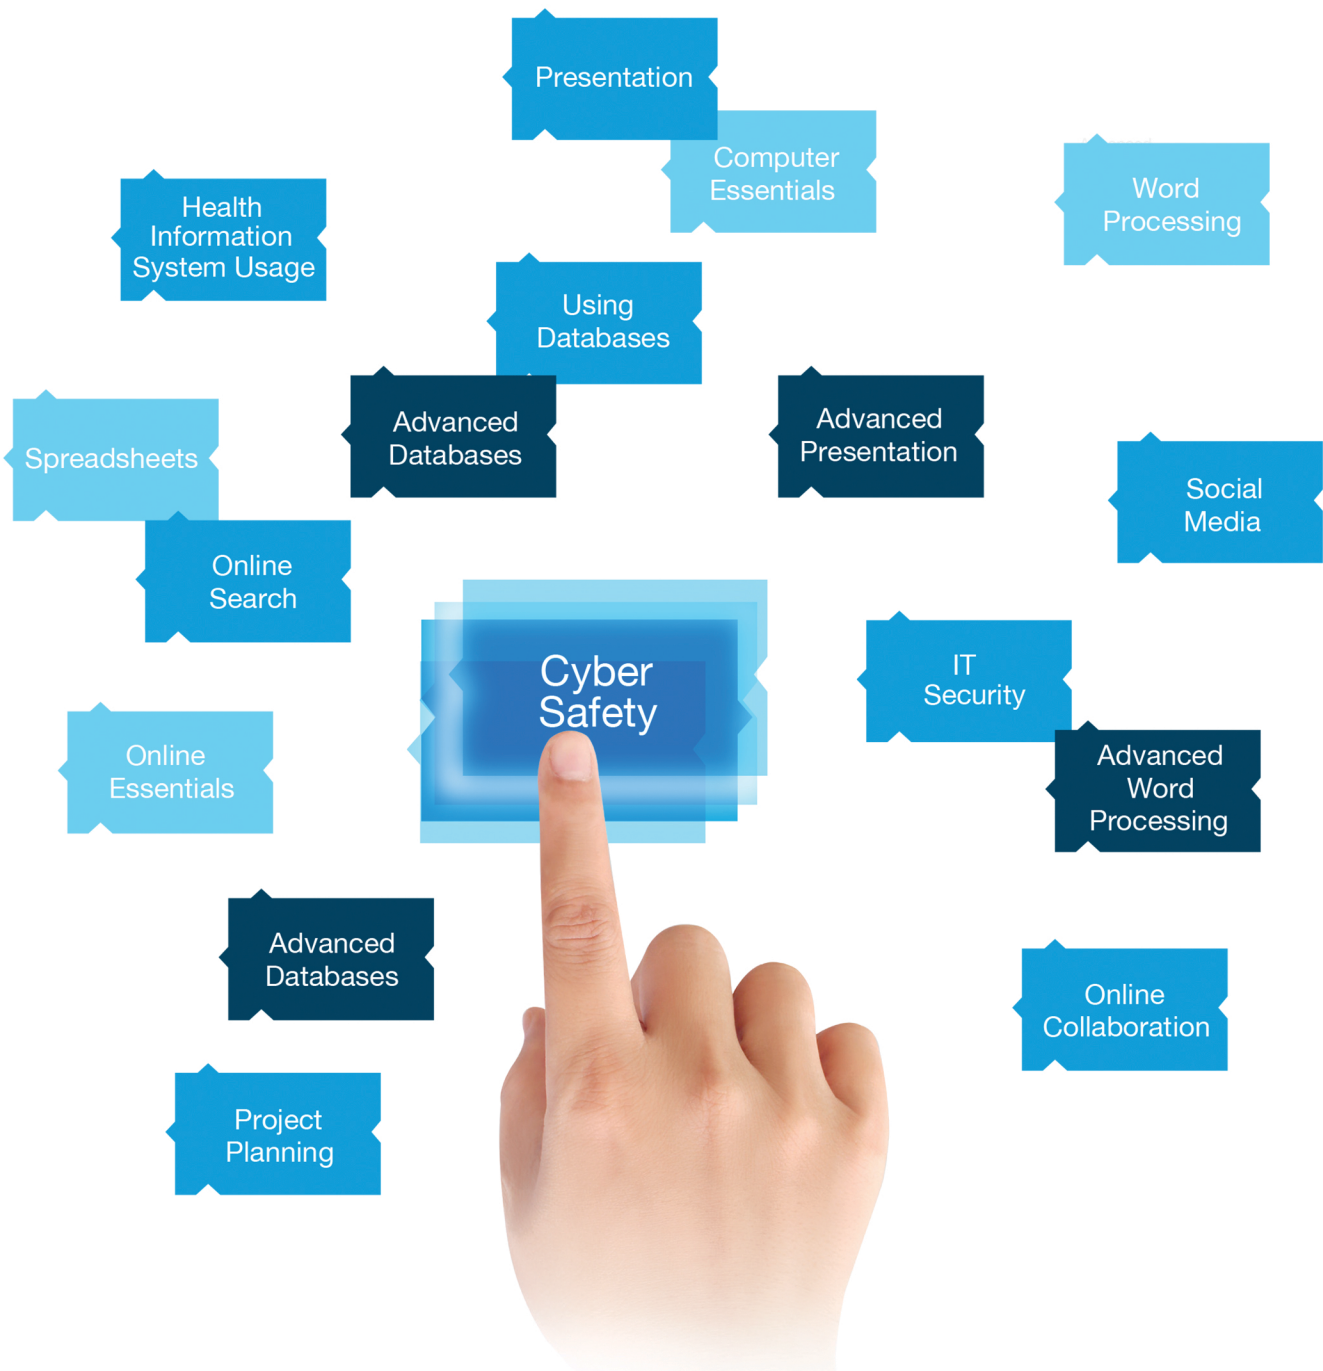 Presentation
Computer
Essentials
Word
Processing
Health
Information
System Usage
Using
Databases
Advanced
Databases
Advanced
Presentation
Spreadsheets
Social
Media
Online
Search
Cyber
Safety
IT
Security
Online
Essentials
Advanced
Word
Processing
Advanced
Databases
Online
Collaboration
Project
Planning